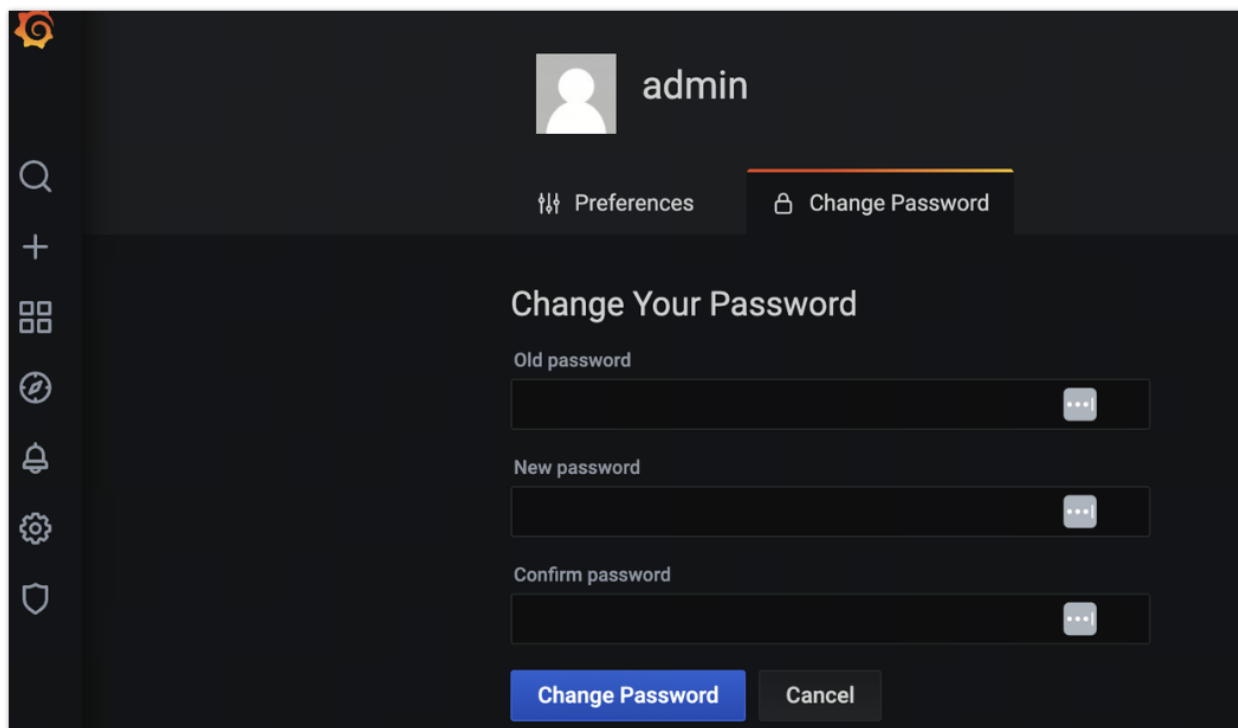 admin
Preferences
Change Password
Change Your Password
Old password
New password
Confirm password
Change Password
Cancel